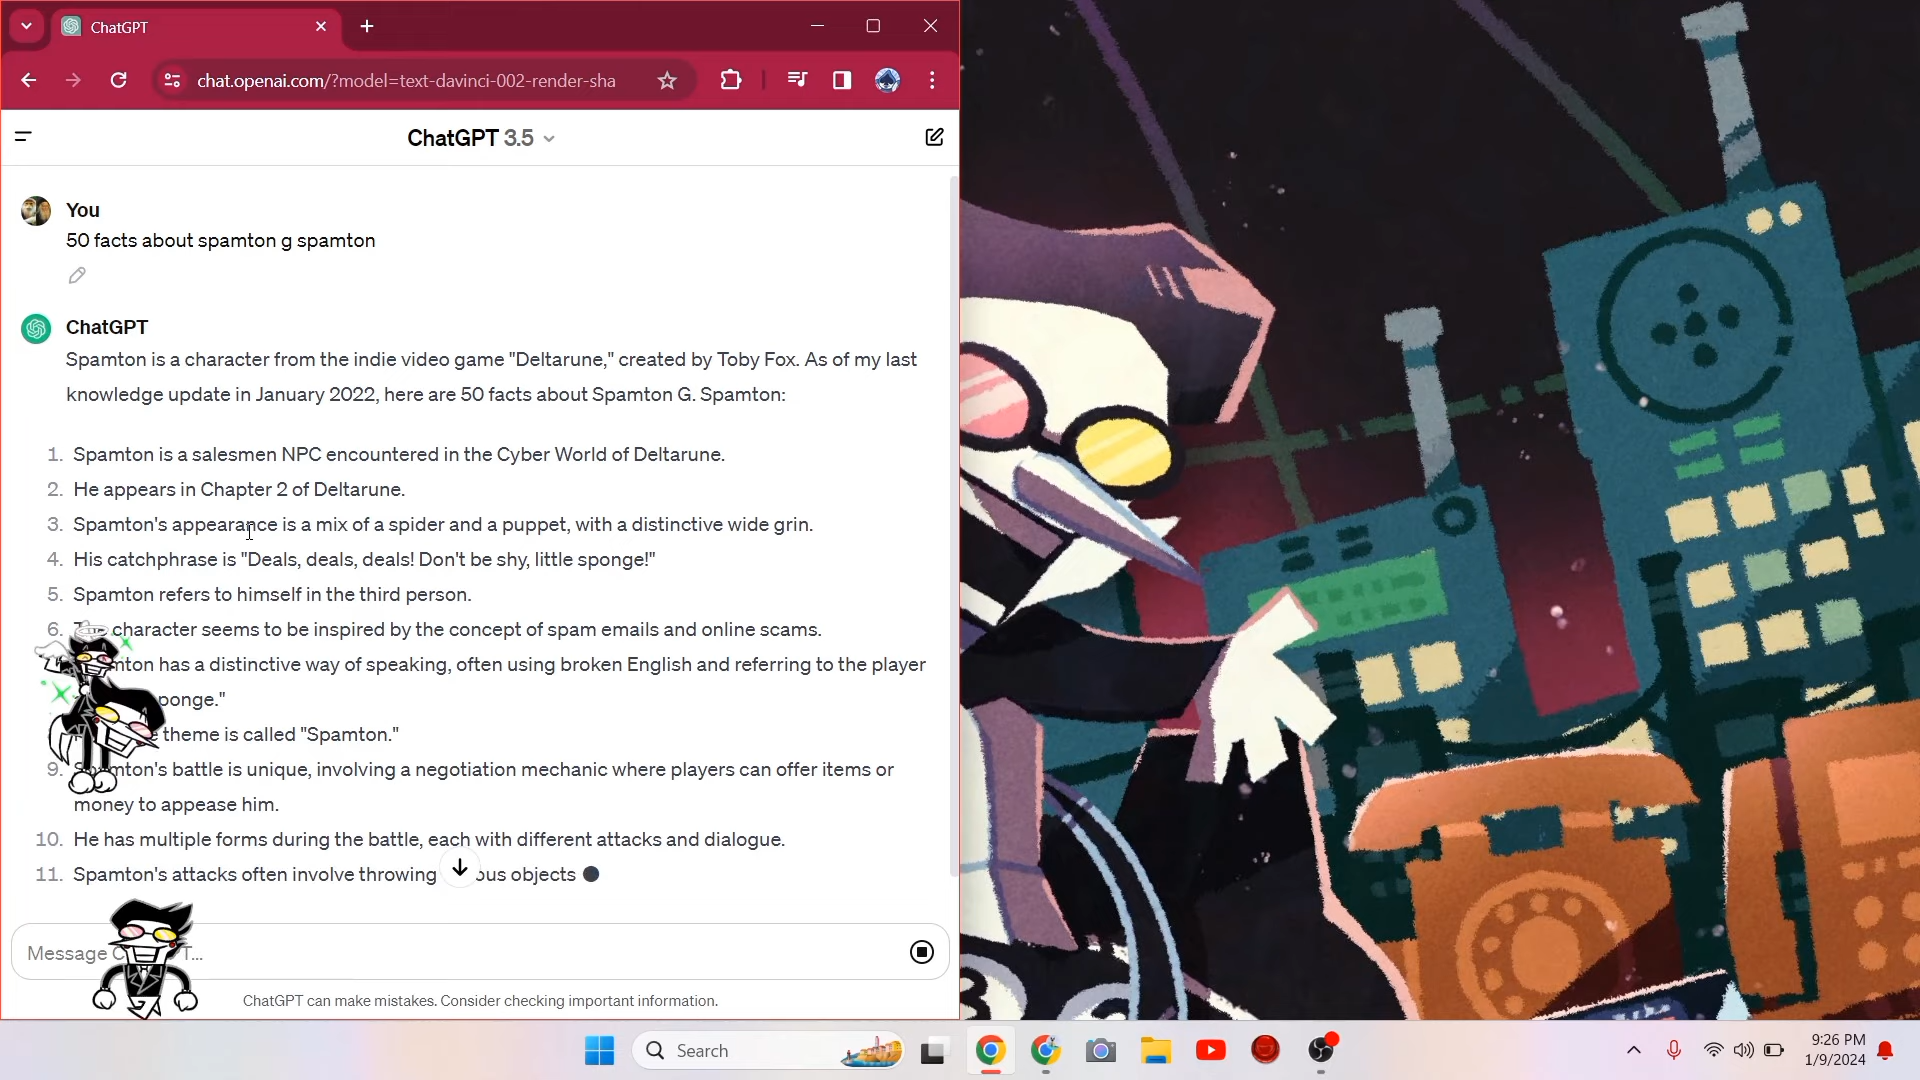 ChatGPT
chat.openai.com/?model=text-davinci-002-render-sha
ChatGPT 3.5
You
50 facts about spamton g spamton
ChatGPT
Spamton is a character from the indie video game "Deltarune," created by Toby Fox. As of my last
knowledge update in January 2022, here are 50 facts about Spamton G. Spamton:
1. Spamton is a salesmen NPC encountered in the Cyber World of Deltarune.
2. He appears in Chapter 2 of Deltarune.
3. Spamton's appearance is a mix of a spider and a puppet, with a distinctive wide grin.
4. His catchphrase is "Deals, deals, deals! Don't be shy, little sponge!"
5. Spamton refers to himself in the third person.
6. The character seems to be inspired by the concept of spam emails and online scams.
has a distinctive way of speaking, often using broken English and referring to the player
theme is called "Spamton."
9. Spamton's battle is unique, involving a negotiation mechanic where players can offer items or
money to appease him.
10. He has multiple forms during the battle, each with different attacks and dialogue.
11. Spamton's attacks often involve throwing objects
Message
ChatGPT can make mistakes. Consider checking important information.
Search
9:26 PM
1/9/2024